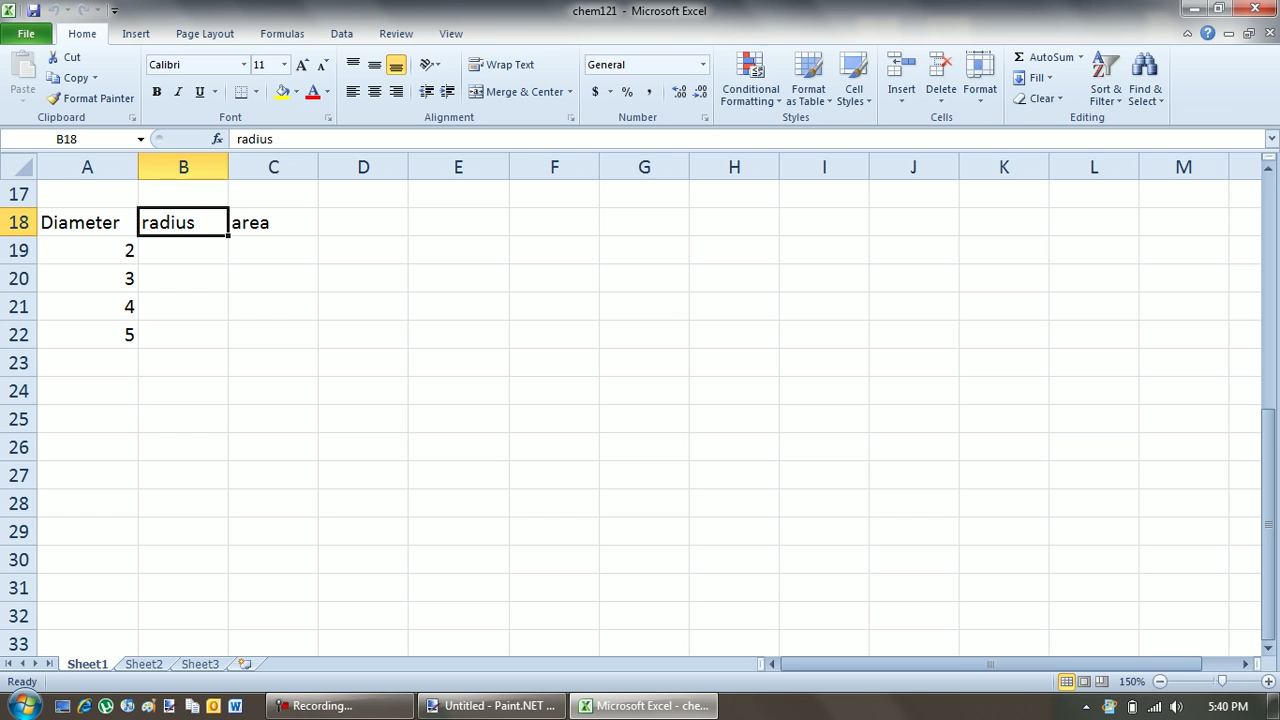 chem121 - Microsoft Excel
File Home Insert Page Layout Formulas Data Review View
Cut
Copy
Format Painter
Paste
Clipboard
Calibri 11
B I U A A A
Font
Wrap Text
Merge & Center
Alignment
General
$ % ,
Number
Conditional Formatting
Format as Table
Cell Styles
Styles
Insert Delete Format
Cells
Σ AutoSum
Fill
Clear
Sort & Filter
Find & Select
Editing
B18 fx radius
A B C D E F G H I J K L M
17
18 Diameter radius area
19 2
20 3
21 4
22 5
23
24
25
26
27
28
29
30
31
32
33
Sheet1 Sheet2 Sheet3
Ready 150%
Recording... Untitled - Paint.NET ... Microsoft Excel - che... 5:40 PM